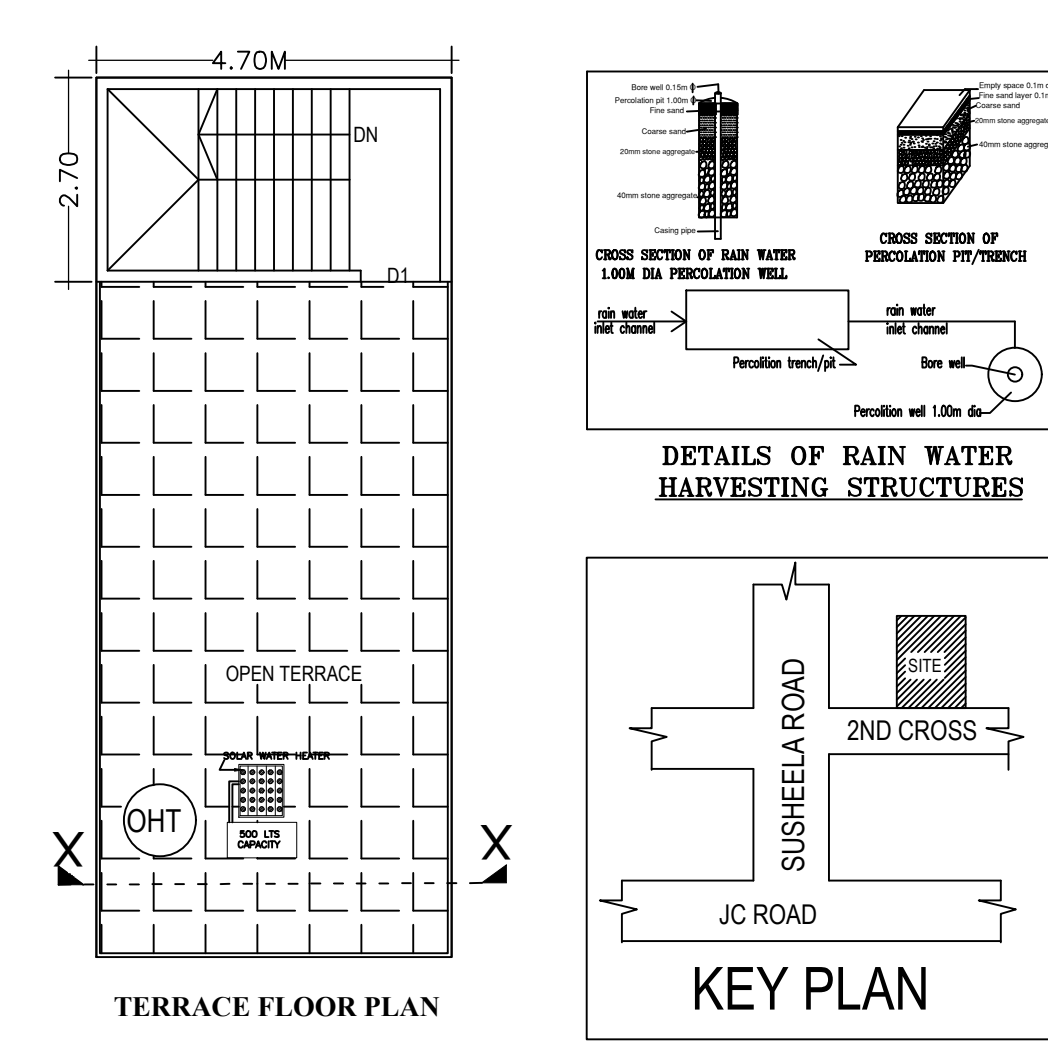 4.70M
2.70
DN
D1
OPEN TERRACE
SOLAR WATER HEATER
OHT
500 LTS
CAPACITY
X
X
TERRACE FLOOR PLAN
Bore well 0.15m ϕ
Percolation pit 1.00m ϕ
Fine sand
Coarse sand
20mm stone aggregate
40mm stone aggregate
Casing pipe
CROSS SECTION OF RAIN WATER
1.00M DIA PERCOLATION WELL
Empty space 0.1m
Fine sand layer 0.1m
Coarse sand
20mm stone aggregate
40mm stone
CROSS SECTION OF
PERCOLATION PIT/TRENCH
rain water
inlet channel
Percolition trench/pit
rain water
inlet channel
Bore well
Percolition well 1.00m dia
DETAILS OF RAIN WATER
HARVESTING STRUCTURES
SITE
2ND CROSS
SUSHEELA ROAD
JC ROAD
KEY PLAN